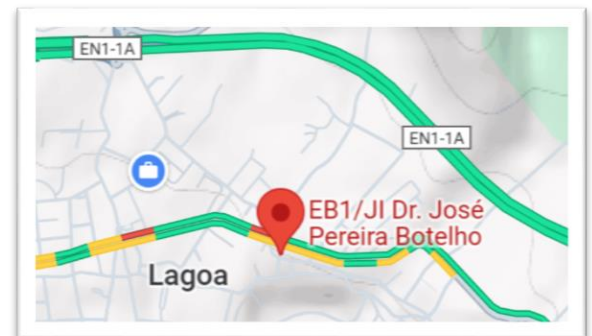 EN1-1A
EN1-1A
EB1/JI Dr. José
Pereira Botelho
Lagoa